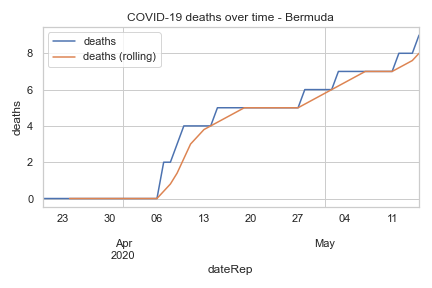 COVID-19 deaths over time - Bermuda
deaths
deaths (rolling)
deaths
8
6
4
2
0
23 30 06 13 20 27 04 11
Apr May
2020
dateRep